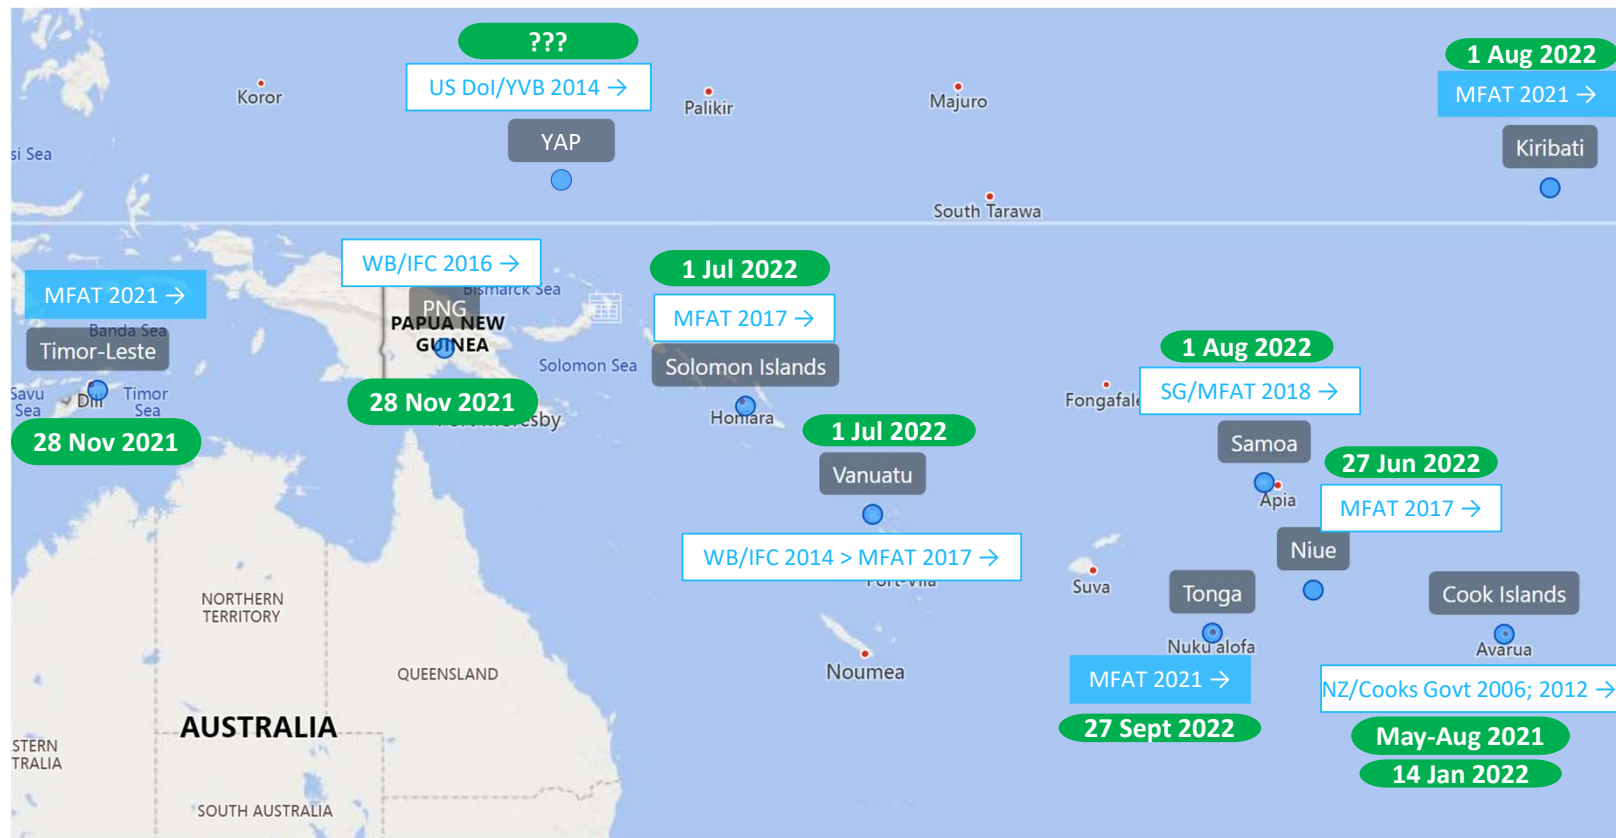 ???
US DoI/YVB 2014 →
YAP
Koror
Palikir
Majuro
1 Aug 2022
MFAT 2021 →
Kiribati
si Sea
South Tarawa
WB/IFC 2016 →
PNG
Bismarck Sea
PAPUA NEW
GUINEA
28 Nov 2021
esby
Solomon Sea
MFAT 2021 →
Banda Sea
Timor-Leste
Savu
Sea
Dili
Timor
Sea
28 Nov 2021
1 Jul 2022
MFAT 2017 →
Solomon Islands
Honiara
1 Jul 2022
Vanuatu
WB/IFC 2014 > MFAT 2017 →
Port-Vila
1 Aug 2022
Fongafale
SG/MFAT 2018 →
Samoa
Apia
27 Jun 2022
MFAT 2017 →
Niue
Suva
Tonga
Nuku'alofa
MFAT 2021 →
27 Sept 2022
Cook Islands
Avarua
NZ/Cooks Govt 2006; 2012 →
May-Aug 2021
14 Jan 2022
Noumea
NORTHERN
TERRITORY
QUEENSLAND
AUSTRALIA
STERN
TRALIA
SOUTH AUSTRALIA